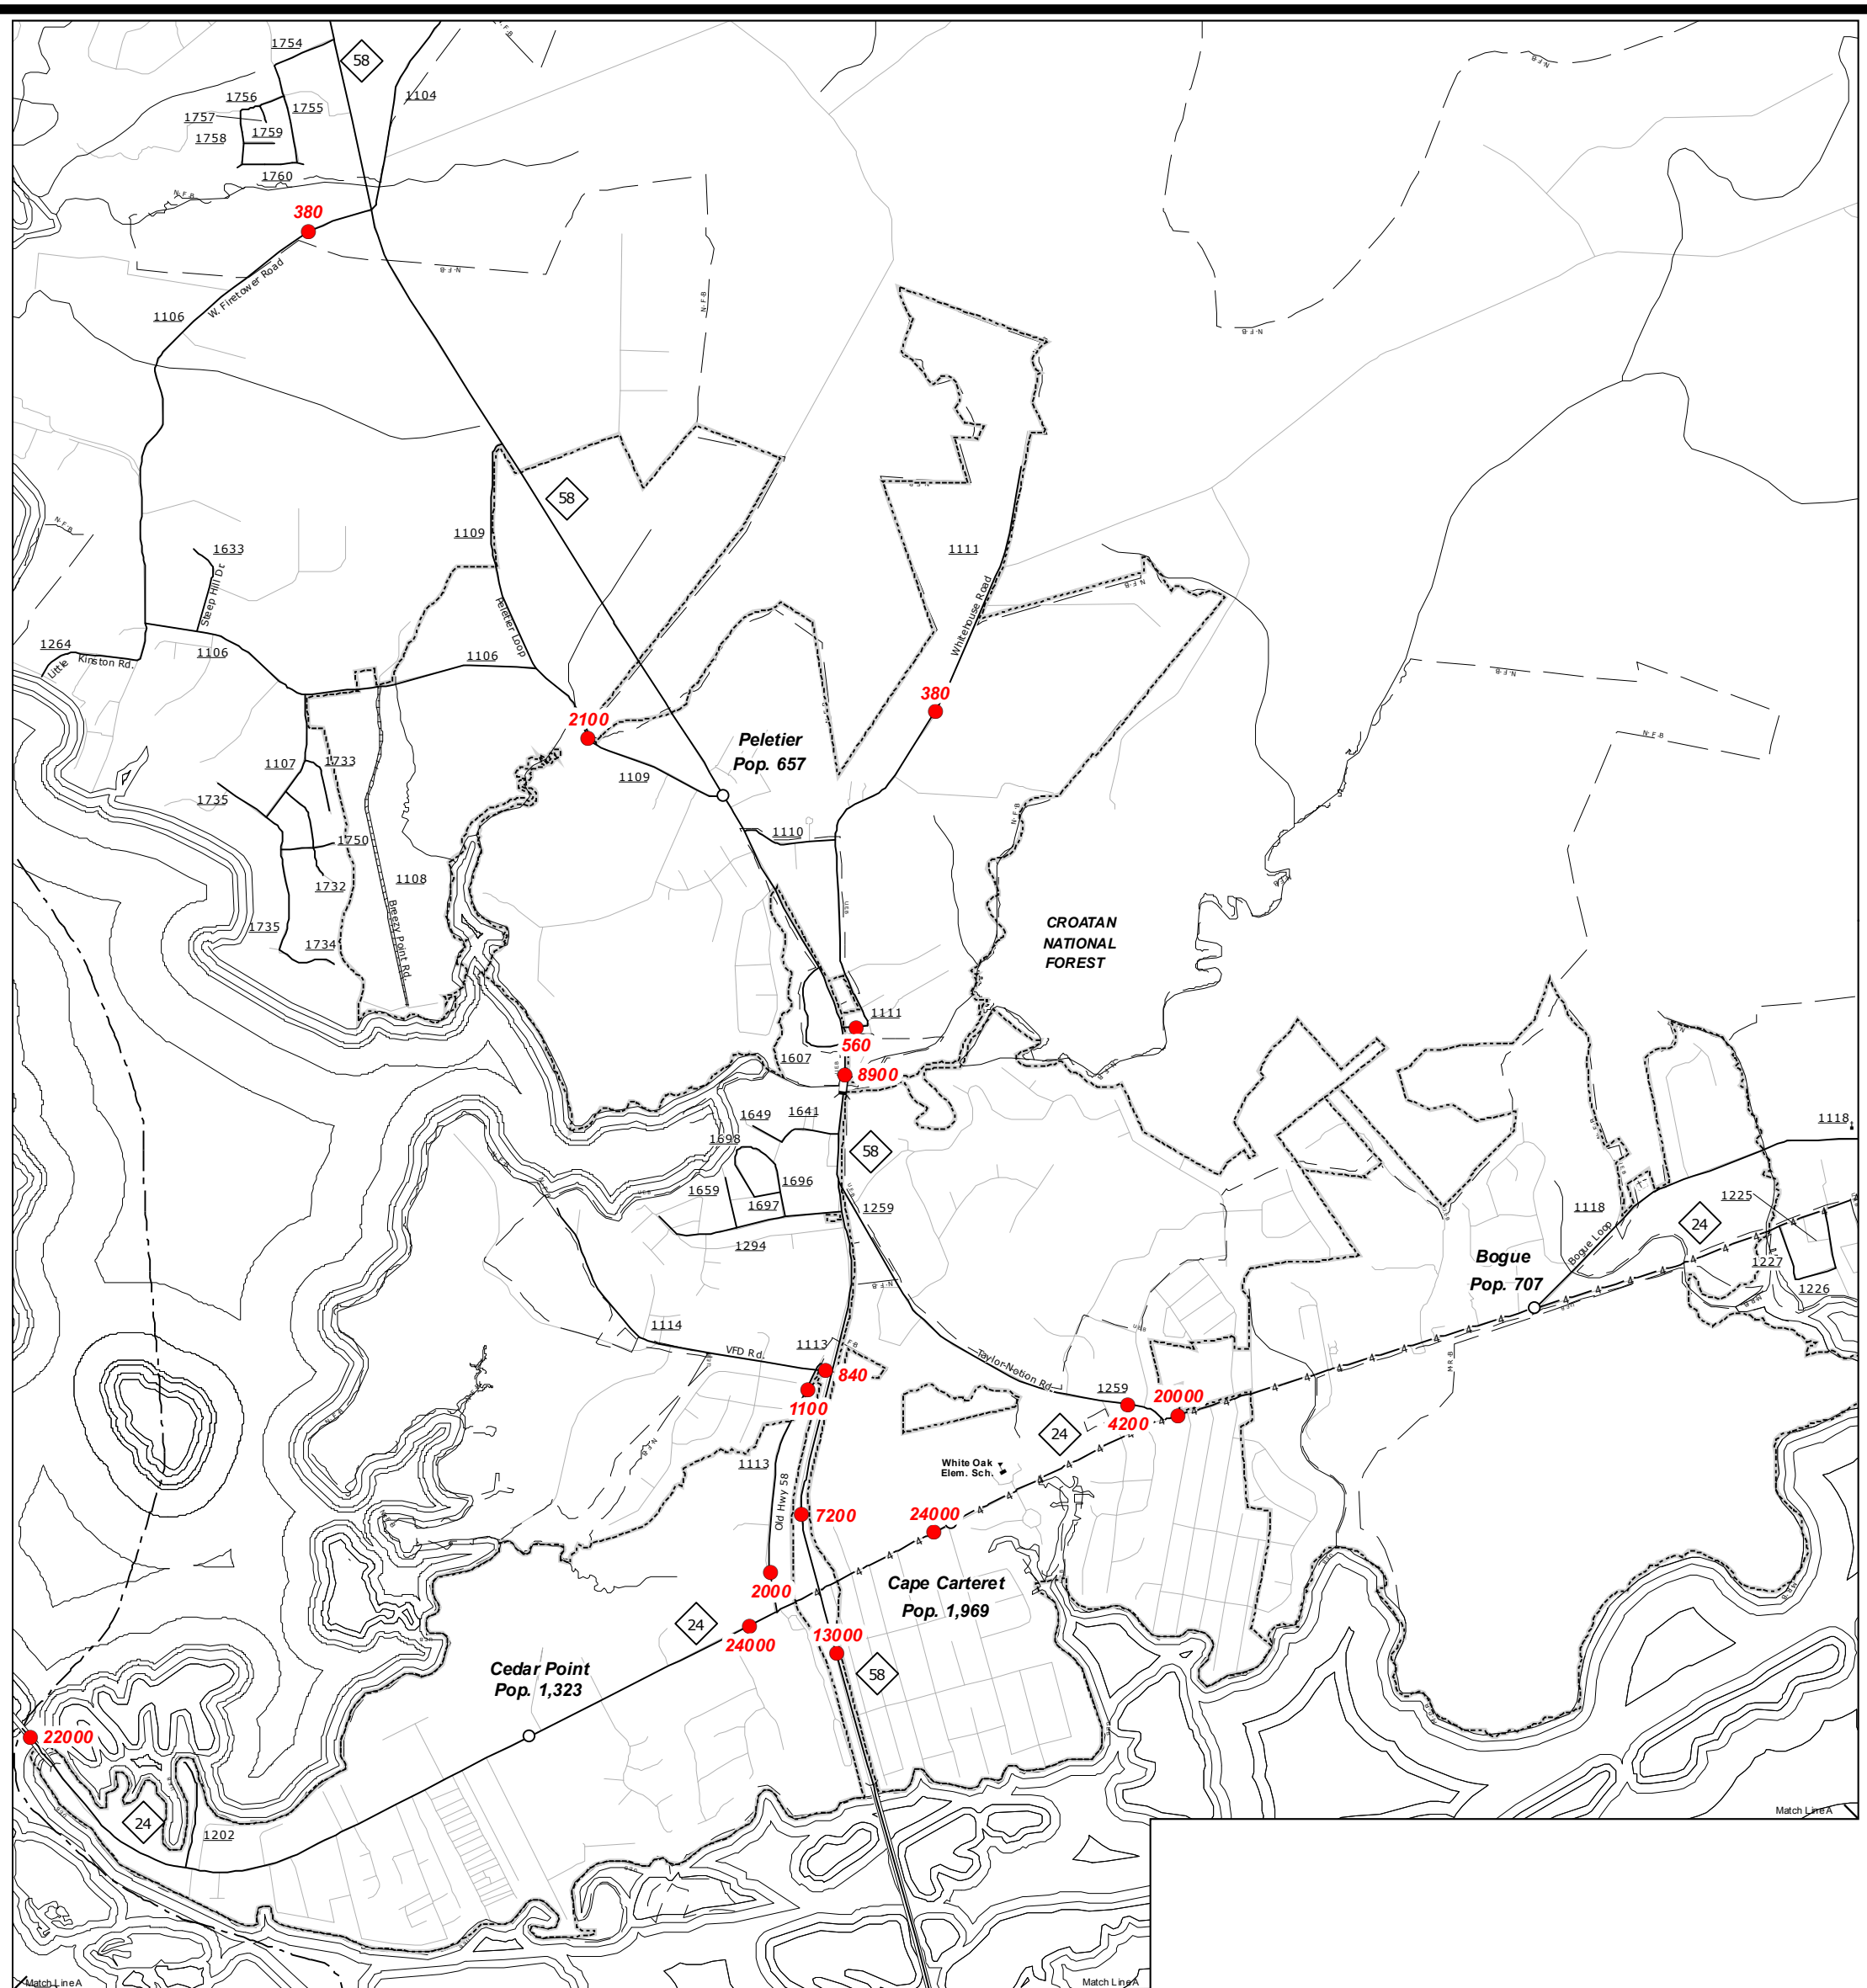 1754
58
1104
1756
1755
1757
1759
1758
1760
N-F-B
380
N-F-B
N-F-B
N-F-B
N-F-B
W. Firetower Road
1106
58
1109
1111
N-F-B
1633
Steep Hill Dr.
Peletier Loop
Whitehouse Road
N-F-B
1264
Little Kinston Rd.
1106
1106
N-F-B
380
2100
Peletier
Pop. 657
N-F-B
1107
1733
1109
1735
1110
N-F-B
1750
1732
1108
Breezy Point Rd.
1735
1734
CROATAN
NATIONAL
FOREST
1111
560
1607
8900
1649
1641
1118
1698
58
1696
1659
1697
1259
1225
1118
24
1294
Bogue Loop
Bogue
Pop. 707
1227
1226
N-F-B
1114
1113
VFD Rd.
840
Taylor-Notion Rd.
1259
20000
1100
4200
24
1113
White Oak
Elem. Sch.
Old Hwy 58
7200
24000
2000
Cape Carteret
Pop. 1,969
24
24000
13000
58
Cedar Point
Pop. 1,323
22000
24
1202
Match Line A
Match Line A
Match Line A